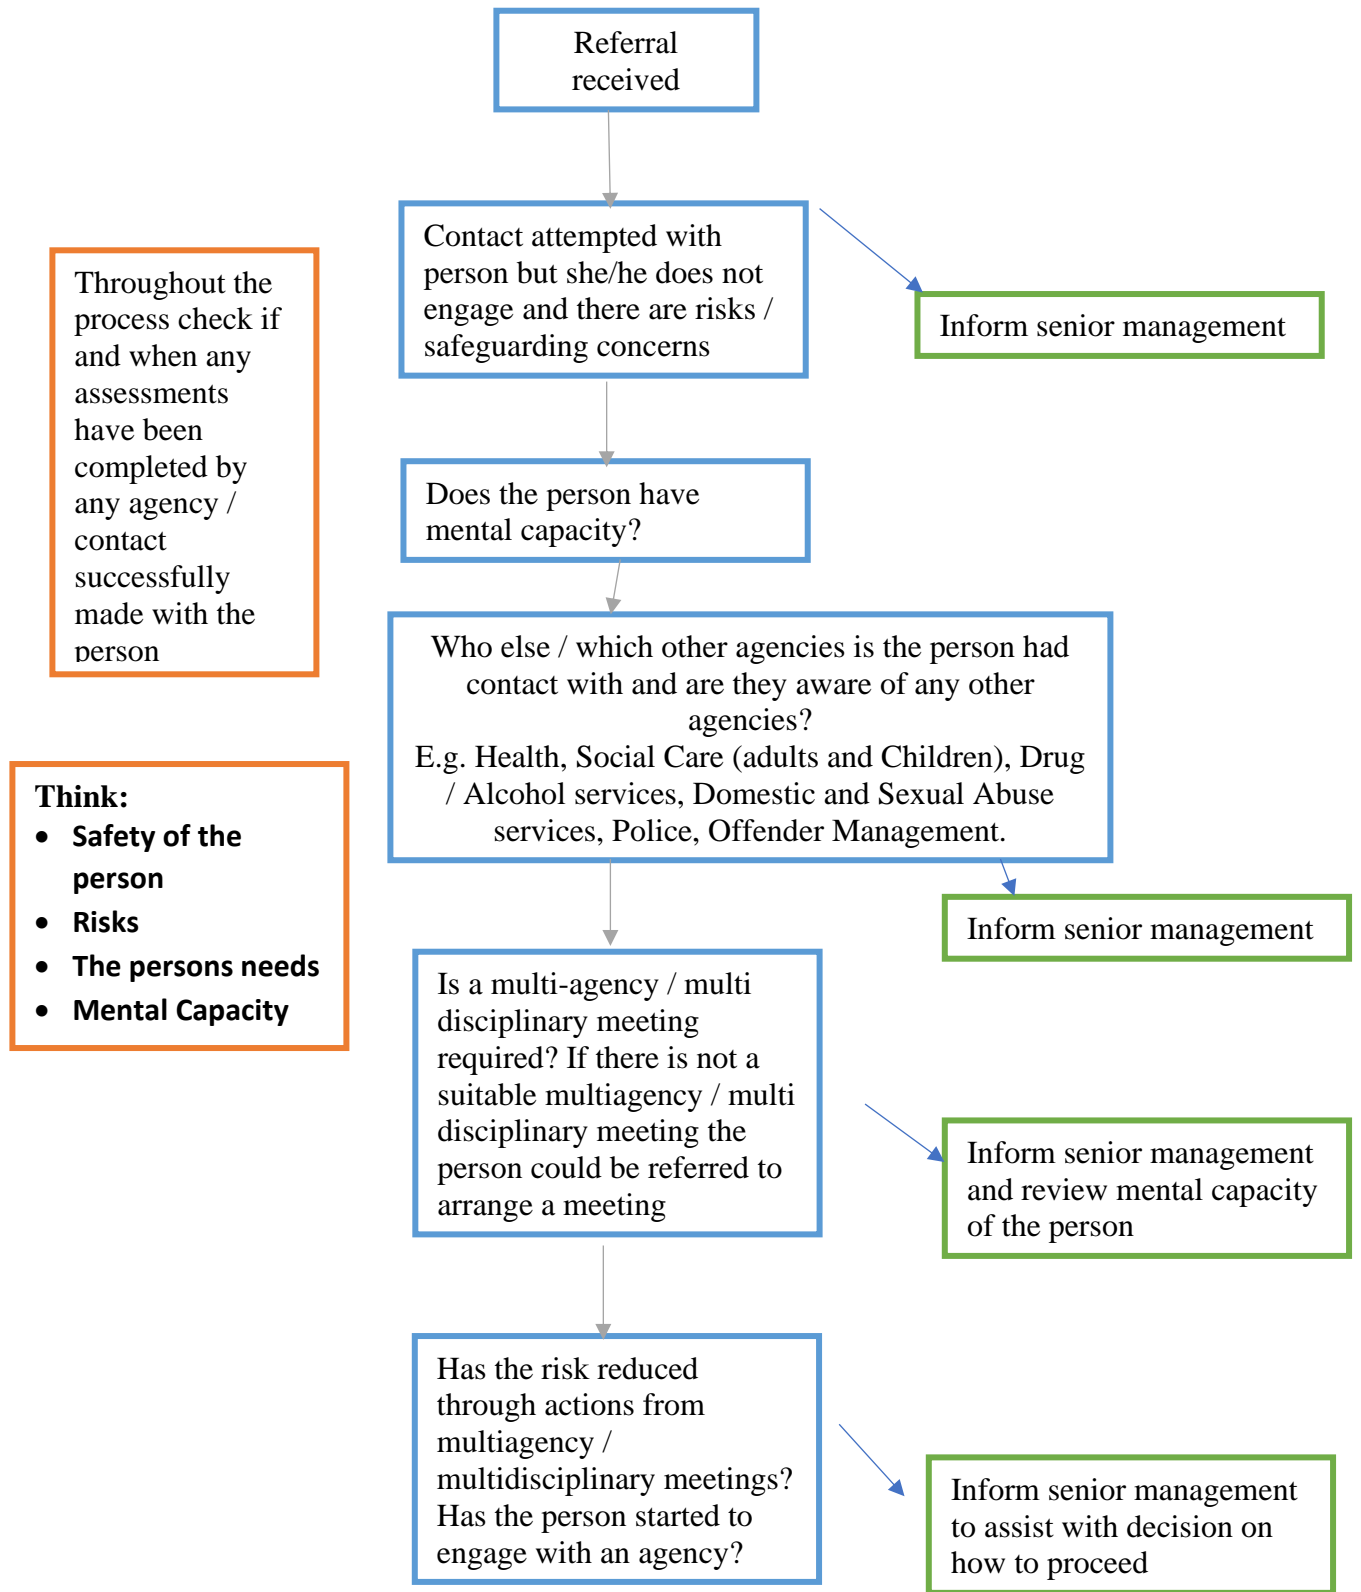 Referral
received
Contact attempted with
person but she/he does not
engage and there are risks /
safeguarding concerns
Inform senior management
Throughout the
process check if
and when any
assessments
have been
completed by
any agency /
contact
successfully
made with the
person
Does the person have
mental capacity?
Who else / which other agencies is the person had
contact with and are they aware of any other
agencies?
E.g. Health, Social Care (adults and Children), Drug
/ Alcohol services, Domestic and Sexual Abuse
services, Police, Offender Management.
Think:
• Safety of the
person
• Risks
• The persons needs
• Mental Capacity
Inform senior management
Is a multi-agency / multi
disciplinary meeting
required? If there is not a
suitable multiagency / multi
disciplinary meeting the
person could be referred to
arrange a meeting
Inform senior management
and review mental capacity
of the person
Has the risk reduced
through actions from
multiagency /
multidisciplinary meetings?
Has the person started to
engage with an agency?
Inform senior management
to assist with decision on
how to proceed